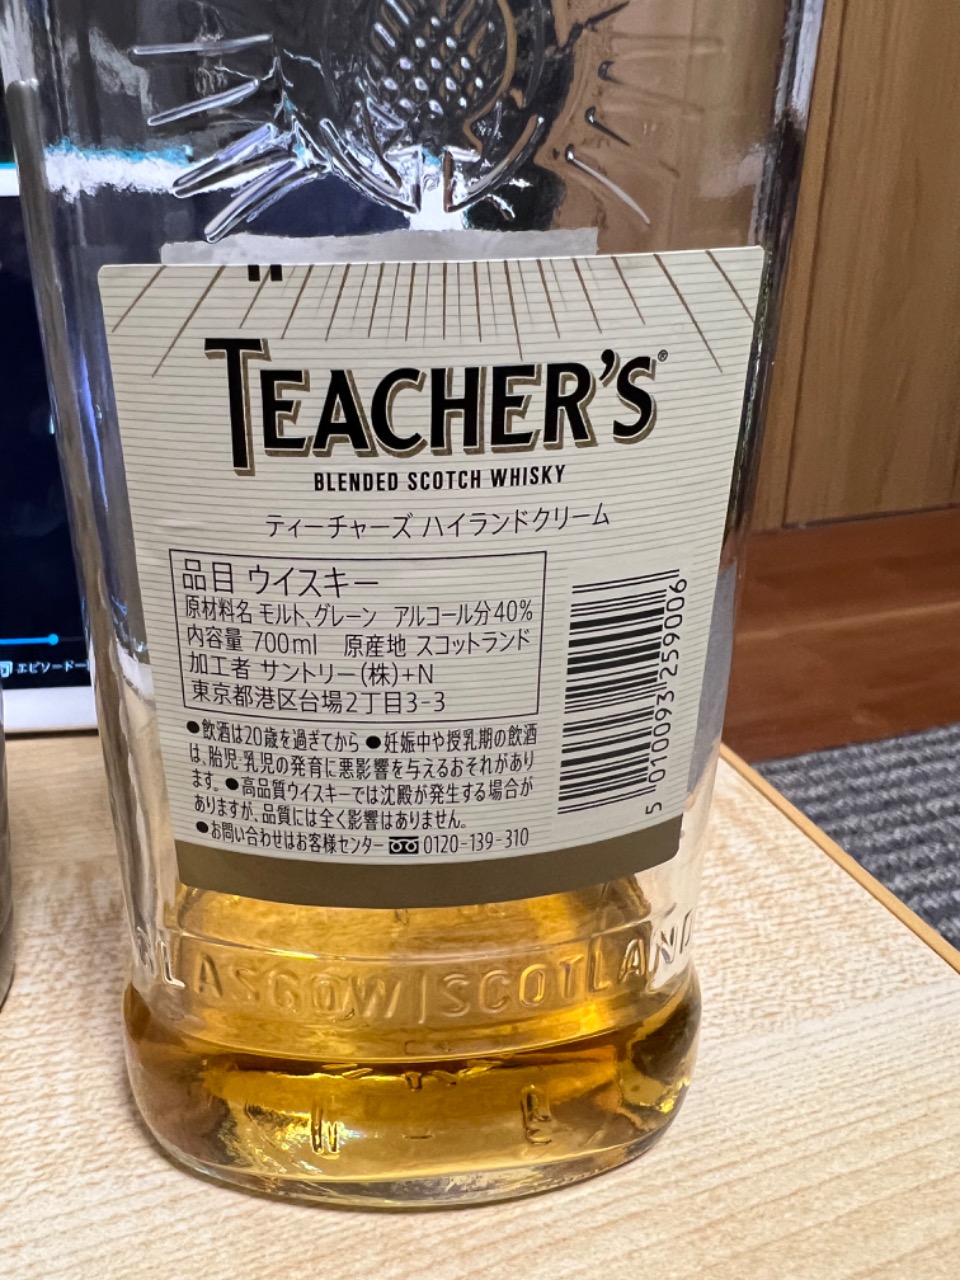 TEACHER'S®
BLENDED SCOTCH WHISKY
ティーチャーズ ハイランドクリーム
品目 ウイスキー
原材料名 モルト、グレーン アルコール分40%
内容量 700ml 原産地 スコットランド
加工者 サントリー(株)+N
東京都港区台場2丁目3-3
●飲酒は20歳を過ぎてから ●妊娠中や授乳期の飲酒
は、胎児・乳児の発育に悪影響を与えるおそれがあり
ます。●高品質ウイスキーでは沈殿が発生する場合が
ありますが、品質には全く影響はありません。
●お問い合わせはお客様センター 0120-139-310
5 010093 259006
GLASGOW | SCOTLAND
エピソード